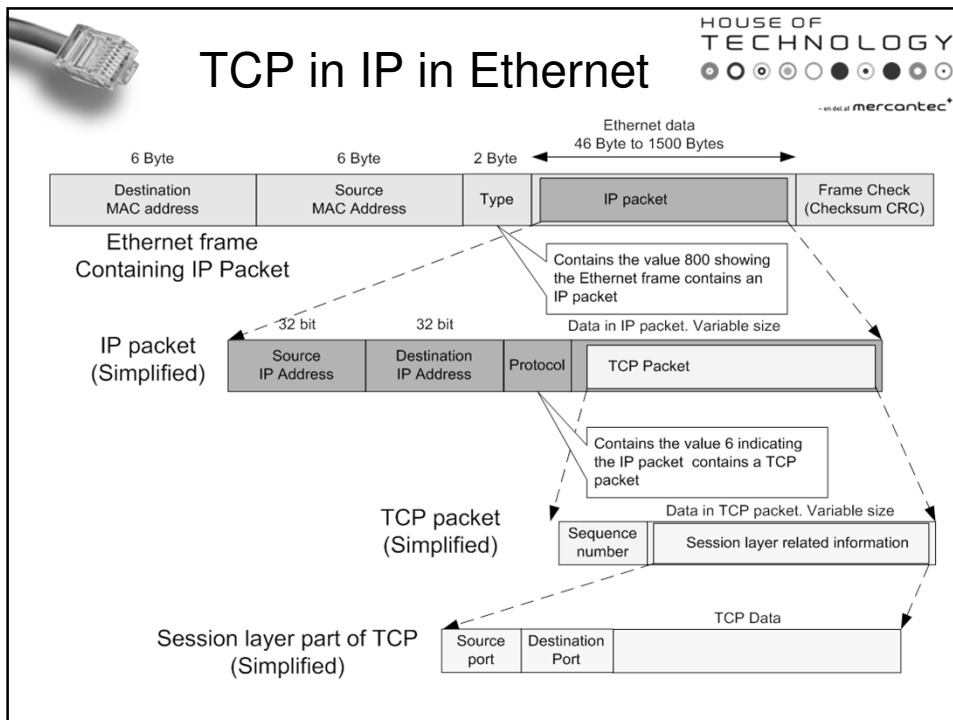 TCP in IP in Ethernet
HOUSE OF
TECHNOLOGY
- en del af mercantec+
Ethernet data
46 Byte to 1500 Bytes
6 Byte
6 Byte
2 Byte
Destination
MAC address
Source
MAC Address
Type
IP packet
Frame Check
(Checksum CRC)
Ethernet frame
Containing IP Packet
Contains the value 800 showing
the Ethernet frame contains an
IP packet
32 bit
32 bit
Data in IP packet. Variable size
IP packet
(Simplified)
Source
IP Address
Destination
IP Address
Protocol
TCP Packet
Contains the value 6 indicating
the IP packet contains a TCP
packet
Data in TCP packet. Variable size
TCP packet
(Simplified)
Sequence
number
Session layer related information
TCP Data
Session layer part of TCP
(Simplified)
Source
port
Destination
Port